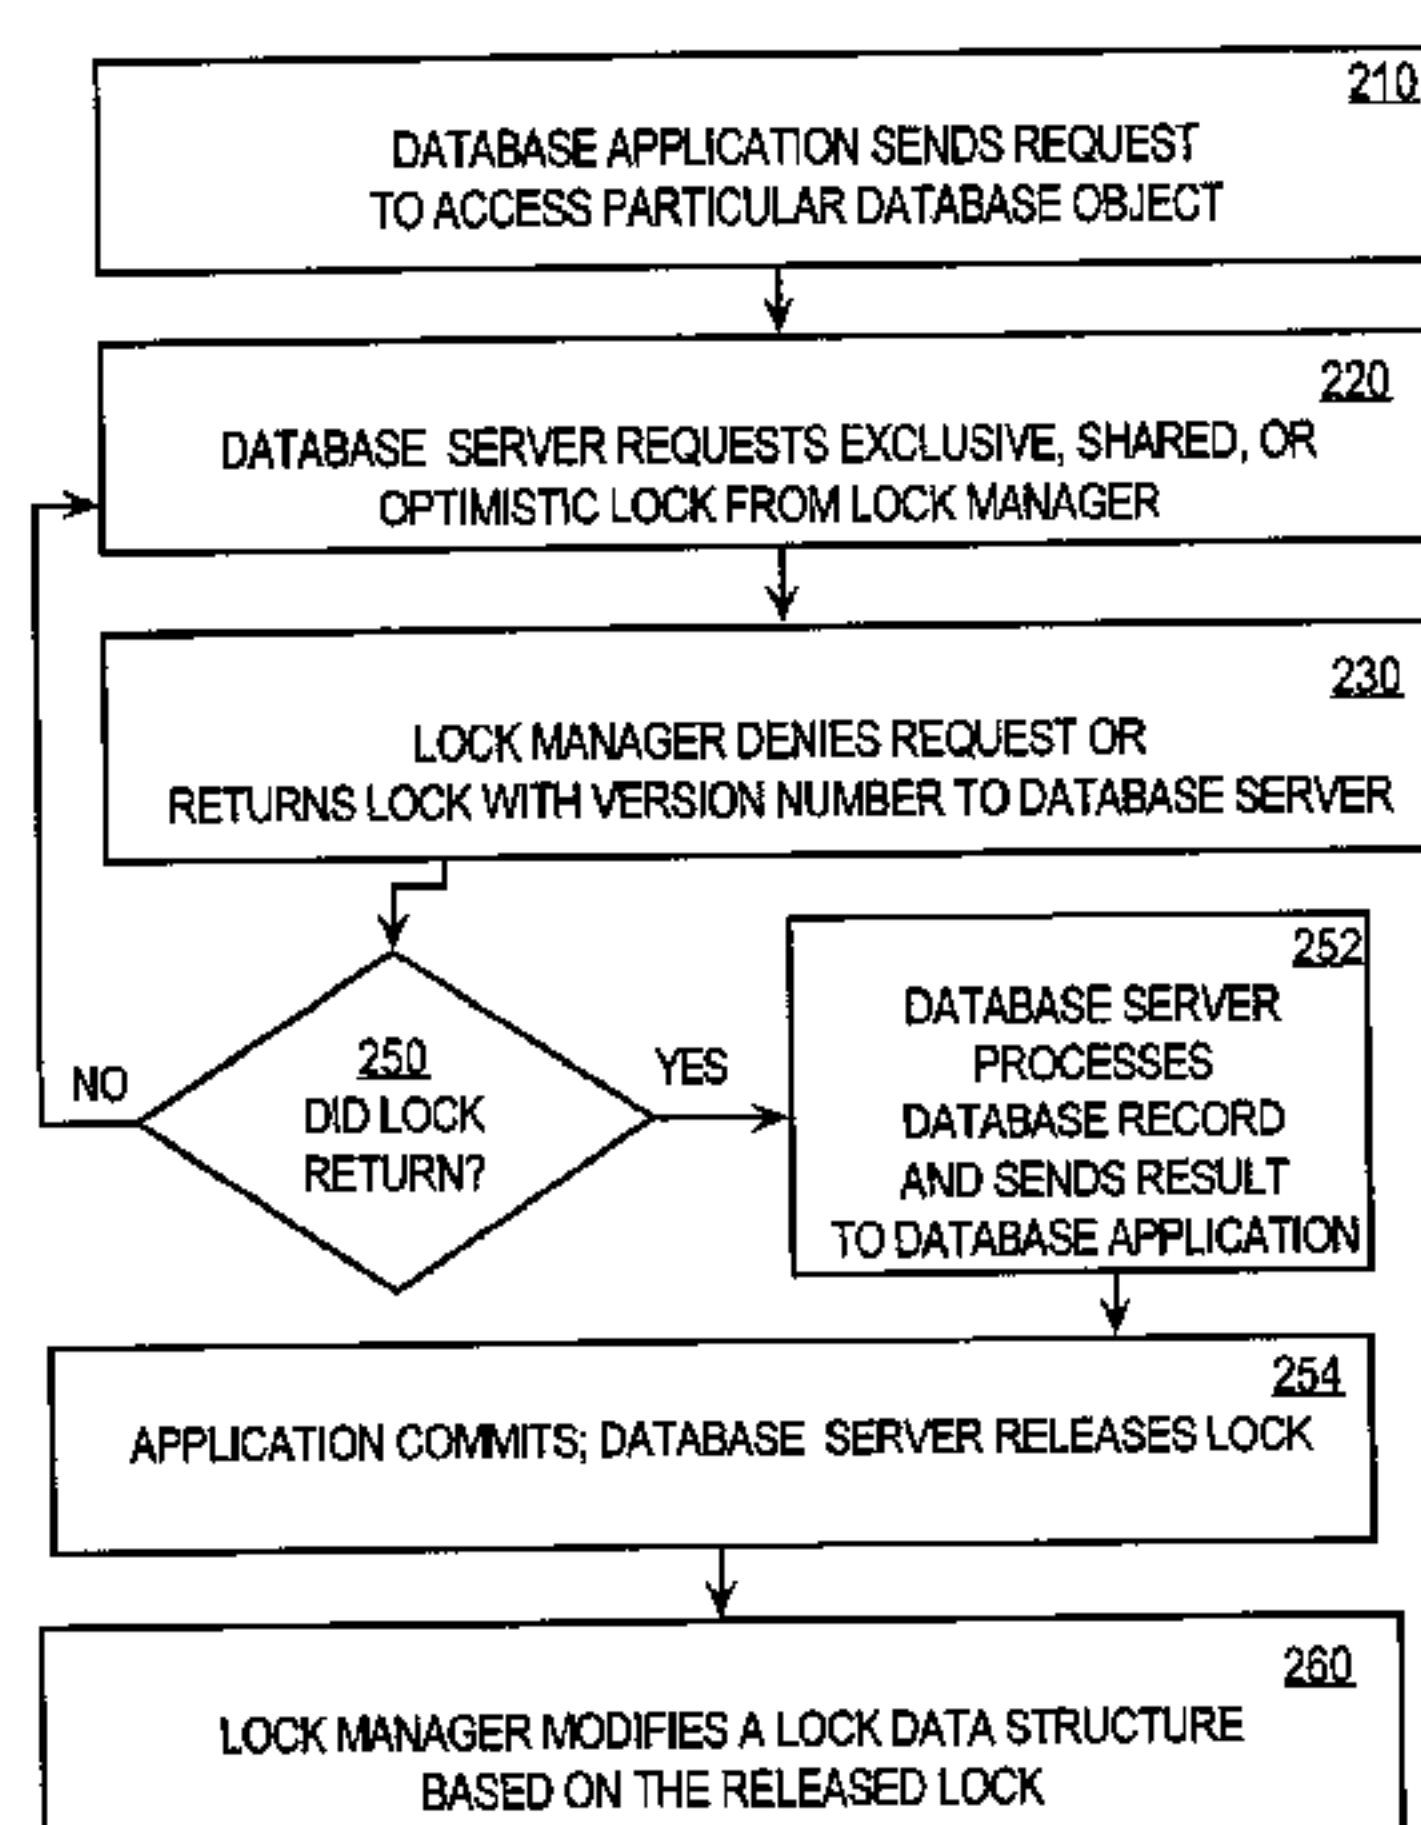 210
DATABASE APPLICATION SENDS REQUEST
TO ACCESS PARTICULAR DATABASE OBJECT
220
DATABASE SERVER REQUESTS EXCLUSIVE, SHARED, OR
OPTIMISTIC LOCK FROM LOCK MANAGER
230
LOCK MANAGER DENIES REQUEST OR
RETURNS LOCK WITH VERSION NUMBER TO DATABASE SERVER
NO
250
DID LOCK
RETURN?
YES
252
DATABASE SERVER
PROCESSES
DATABASE RECORD
AND SENDS RESULT
TO DATABASE APPLICATION
254
APPLICATION COMMITS; DATABASE SERVER RELEASES LOCK
260
LOCK MANAGER MODIFIES A LOCK DATA STRUCTURE
BASED ON THE RELEASED LOCK